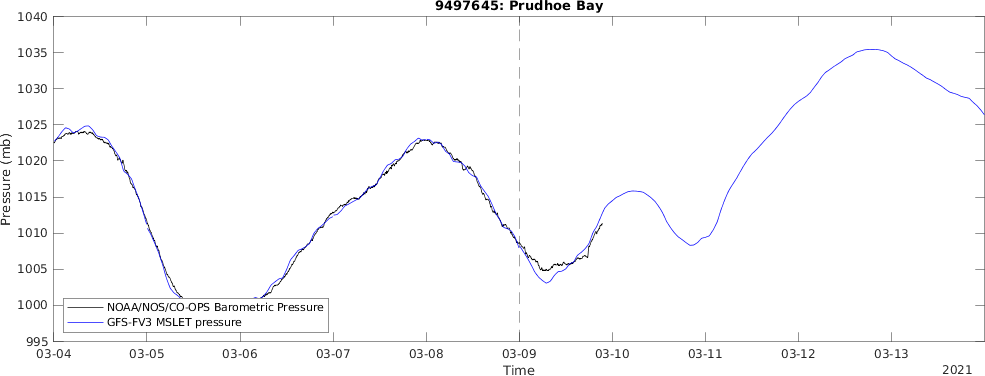 9497645: Prudhoe Bay
1040
1035
1030
1025
1020
1015
1010
1005
1000
995
Pressure (mb)
NOAA/NOS/CO-OPS Barometric Pressure
GFS-FV3 MSLET pressure
03-04 03-05 03-06 03-07 03-08 03-09 03-10 03-11 03-12 03-13
Time
2021